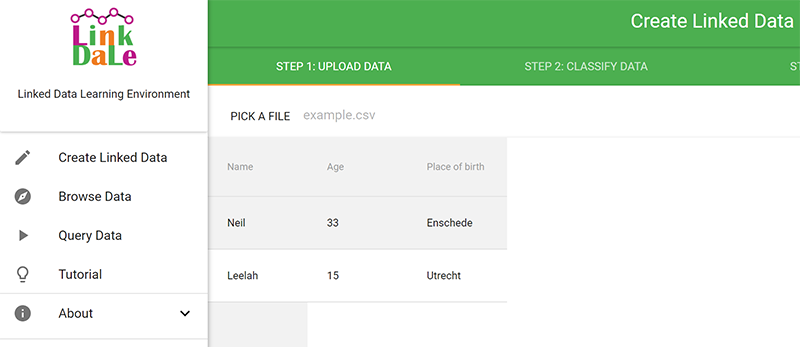 Link
DaLe
Linked Data Learning Environment
Create Linked Data
Browse Data
Query Data
Tutorial
About
Create Linked Data
STEP 1: UPLOAD DATA STEP 2: CLASSIFY DATA ST
PICK A FILE example.csv
Name Age Place of birth
Neil 33 Enschede
Leelah 15 Utrecht